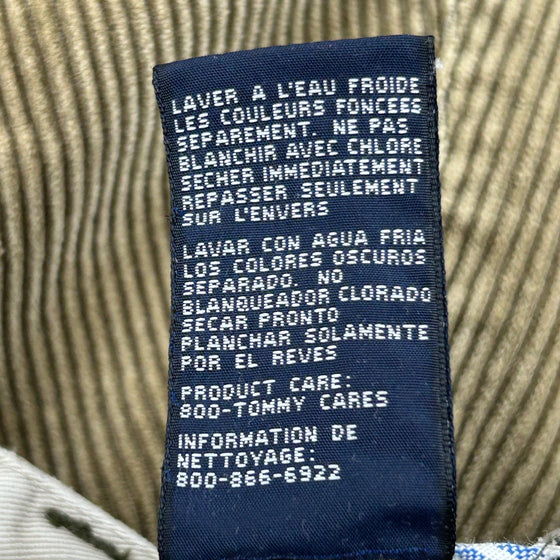 LAVER A L'EAU FROIDE
LES COULEURS FONCEES
SEPAREMENT. NE PAS
BLANCHIR AVEC CHLORE
SECHER IMMEDIATEMENT
REPASSER SEULEMENT
SUR L'ENVERS
LAVAR CON AGUA FRIA
LOS COLORES OSCUROS
SEPARADO. NO
BLANQUEADOR CLORADO
SECAR PRONTO
PLANCHAR SOLAMENTE
POR EL REVES
PRODUCT CARE:
800-TOMMY CARES
INFORMATION DE
NETTOYAGE:
800-866-6922